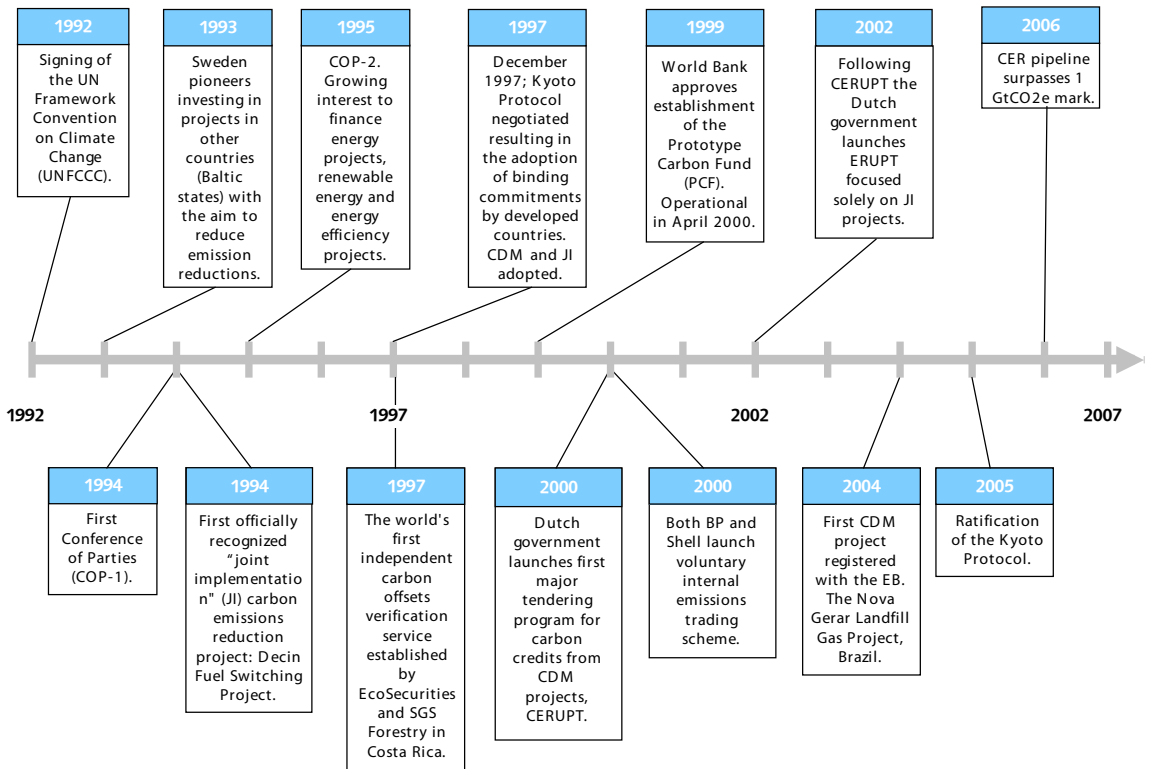 1992
Signing of
the UN
Framework
Convention
on Climate
Change
(UNFCCC).
1993
Sweden
pioneers
investing in
projects in
other
countries
(Baltic
states) with
the aim to
reduce
emission
reductions.
1995
COP-2.
Growing
interest to
finance
energy
projects,
renewable
energy and
energy
efficiency
projects.
1997
December
1997; Kyoto
Protocol
negotiated
resulting in
the adoption
of binding
commitments
by developed
countries.
CDM and JI
adopted.
1999
World Bank
approves
establishment
of the
Prototype
Carbon Fund
(PCF).
Operational
in April 2000.
2002
Following
CERUPT the
Dutch
government
launches
ERUPT
focused
solely on JI
projects.
2006
CER pipeline
surpasses 1
GtCO2e mark.
1992
1997
2002
2007
1994
First
Conference
of Parties
(COP-1).
1994
First officially
recognized
“joint
implementatio
n" (JI) carbon
emissions
reduction
project: Decin
Fuel Switching
Project.
1997
The world's
first
independent
carbon
offsets
verification
service
established
by
EcoSecurities
and SGS
Forestry in
Costa Rica.
2000
Dutch
government
launches first
major
tendering
program for
carbon
credits from
CDM
projects,
CERUPT.
2000
Both BP and
Shell launch
voluntary
internal
emissions
trading
scheme.
2004
First CDM
project
registered
with the EB.
The Nova
Gerar Landfill
Gas Project,
Brazil.
2005
Ratification
of the Kyoto
Protocol.